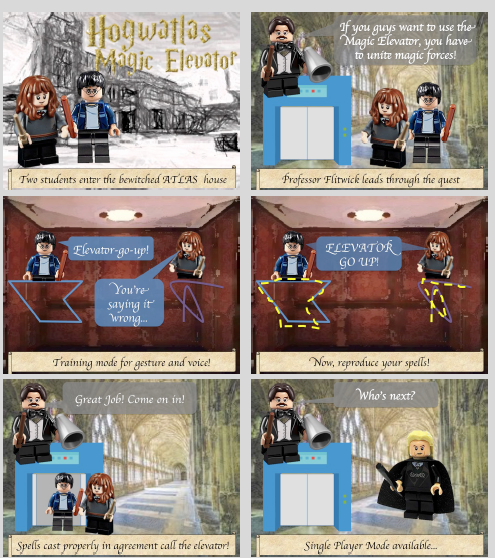 Hogwatlas
Magic Elevator
Two students enter the bewitched ATLAS house
If you guys want to use the
Magic Elevator, you have
to unite magic forces!
Professor Flitwick leads through the quest
Elevator-go-up!
You're
saying it
wrong...
Training mode for gesture and voice!
ELEVATOR
GO UP!
Now, reproduce your spells!
Great Job! Come on in!
Spells cast properly in agreement call the elevator!
Who's next?
Single Player Mode available...